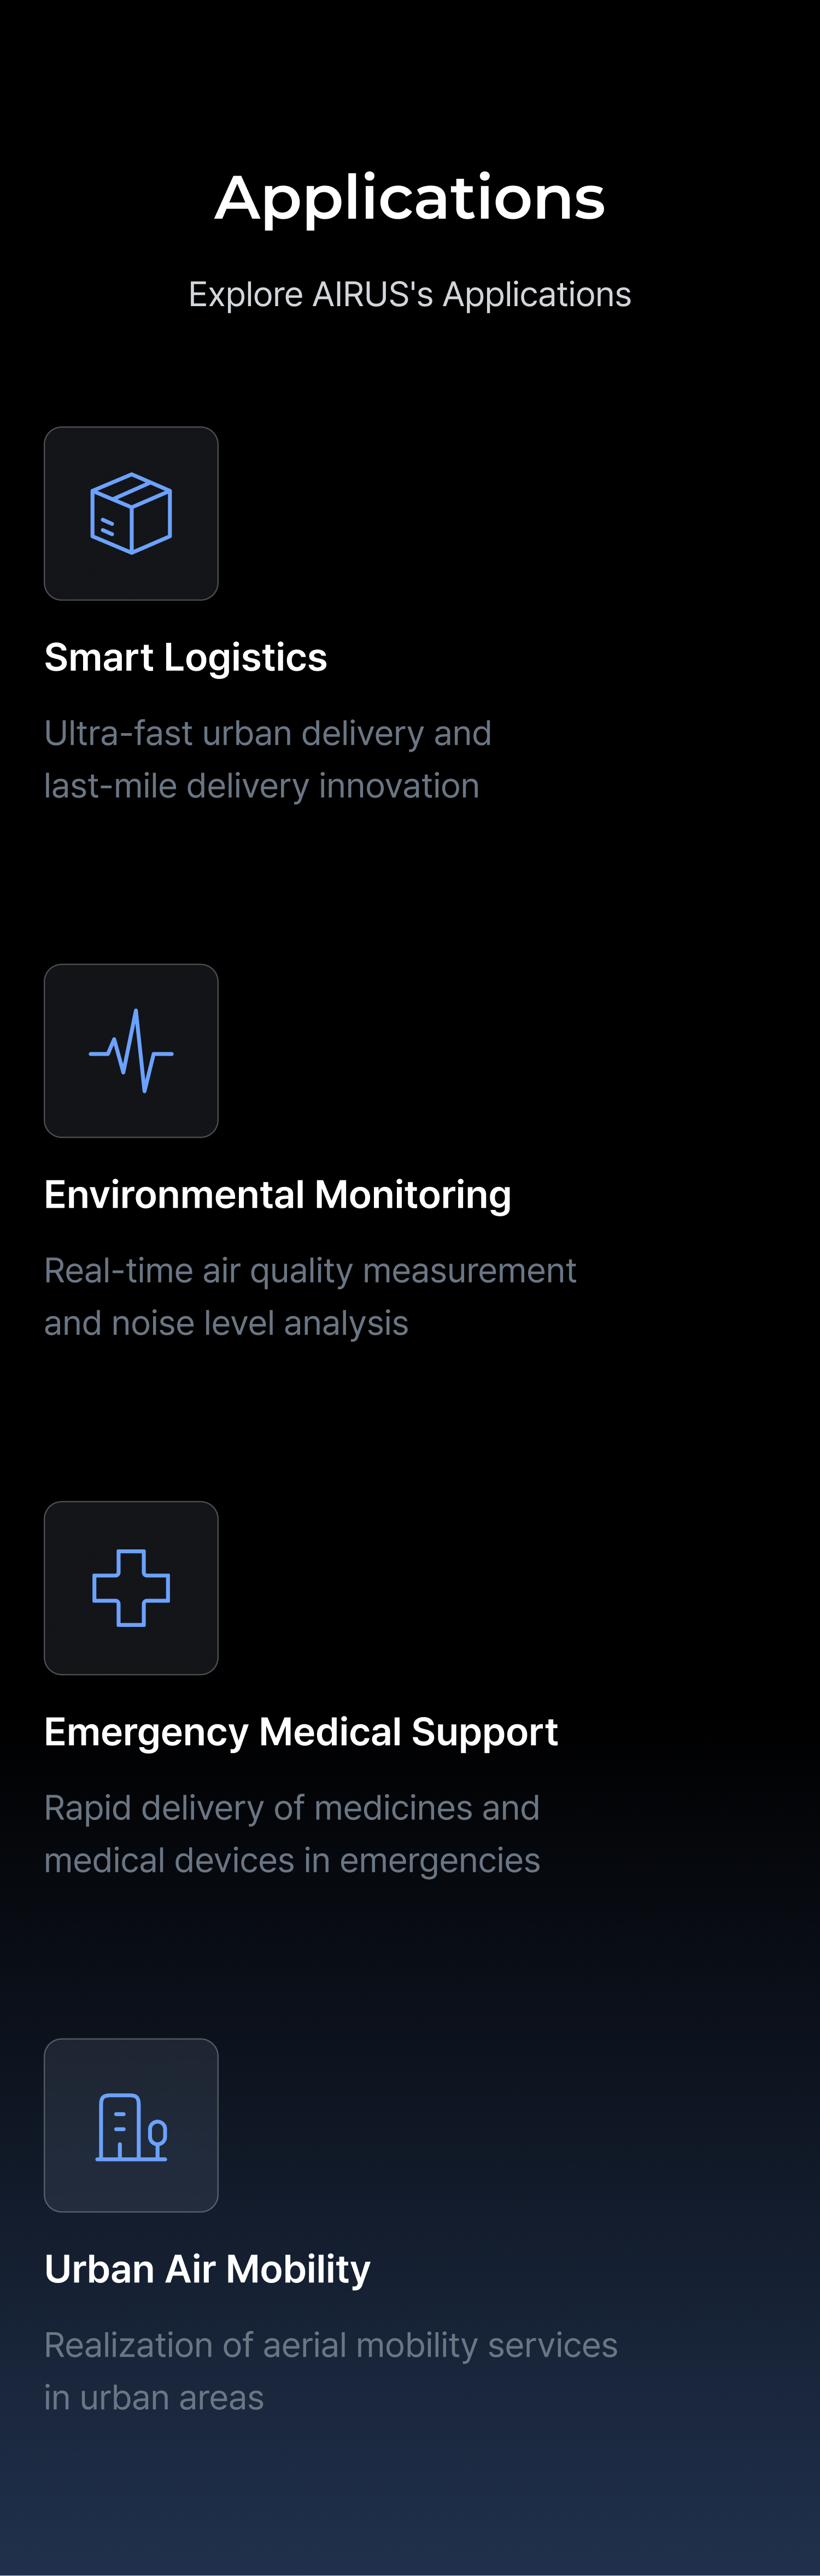 Applications
Explore AIRUS's Applications
Smart Logistics
Ultra-fast urban delivery and
last-mile delivery innovation
Environmental Monitoring
Real-time air quality measurement
and noise level analysis
Emergency Medical Support
Rapid delivery of medicines and
medical devices in emergencies
Urban Air Mobility
Realization of aerial mobility services
in urban areas